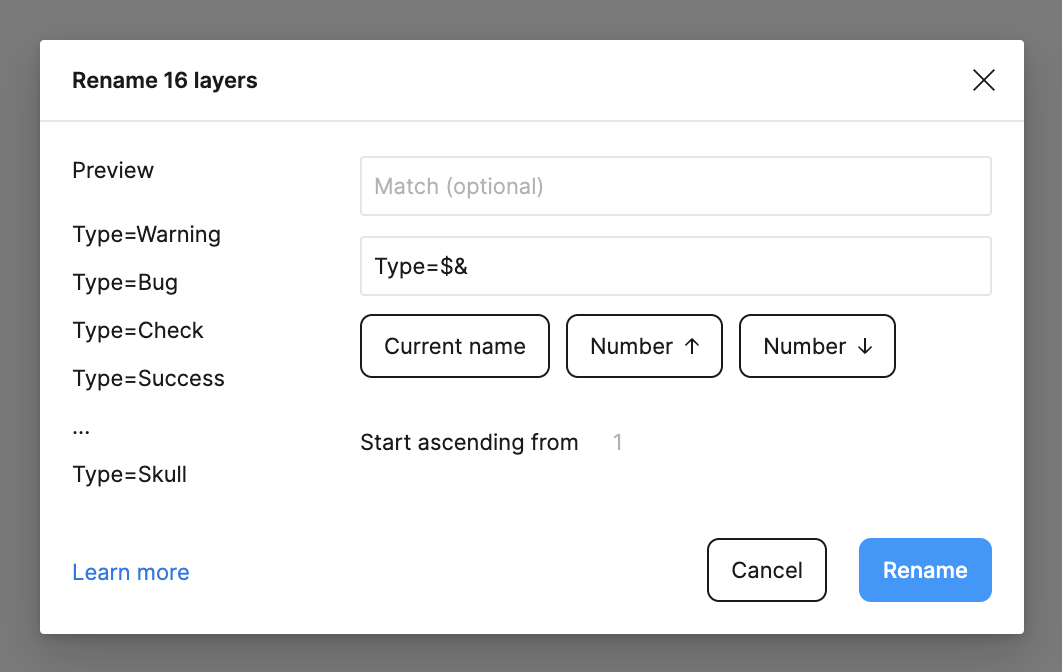 Rename 16 layers
Preview
Type=Warning
Type=Bug
Type=Check
Type=Success
...
Type=Skull
Learn more
Match (optional)
Type=$&
Current name
Number ↑
Number ↓
Start ascending from 1
Cancel
Rename